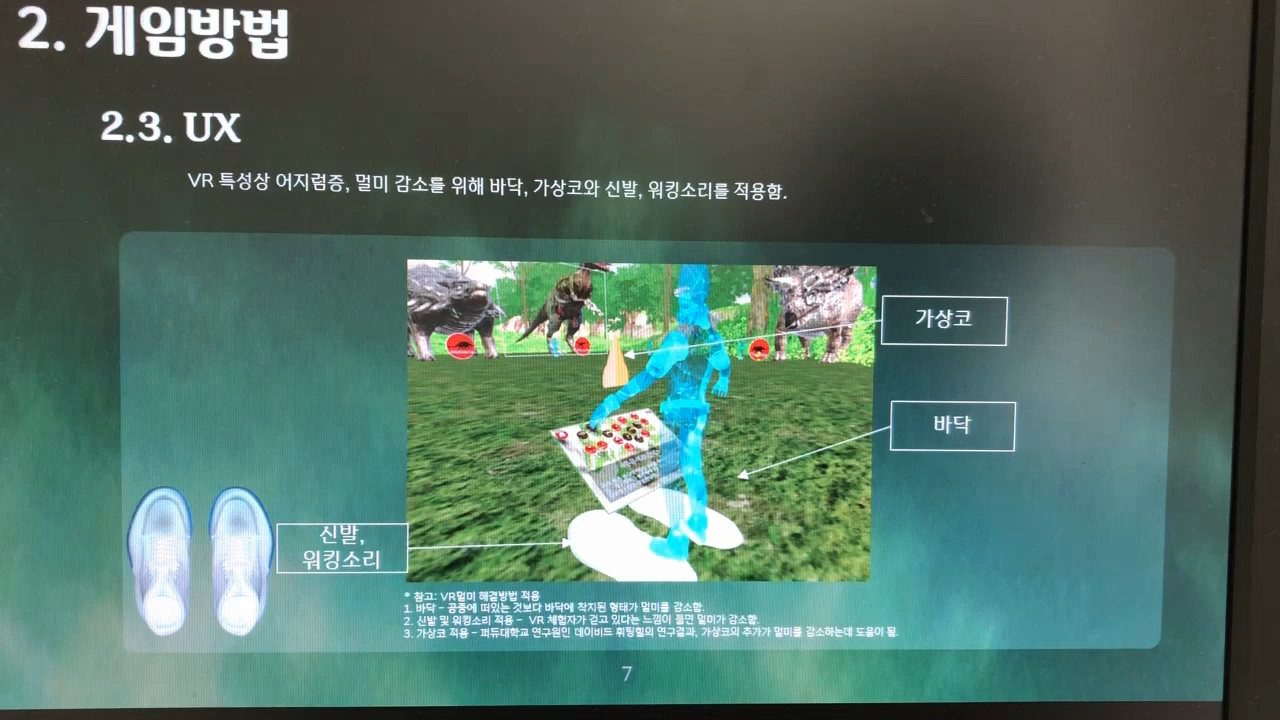 2. 게임방법
2.3. UX
VR 특성상 어지럼증, 멀미 감소를 위해 바닥, 가상코와 신발, 워킹소리를 적용함.
가상코
바닥
신발,
워킹소리
* 참고: VR멀미 해결방법 적용
1. 바닥 - 공중에 떠있는 것보다 바닥에 착지된 형태가 멀미를 감소함.
2. 신발 및 워킹소리 적용 - VR 체험자가 걷고 있다는 느낌이 들면 멀미가 감소함.
3. 가상코 적용 - 퍼듀대학교 연구원인 데이비드 휘팅힐의 연구결과, 가상코의 추가가 멀미를 감소하는데 도움이 됨.
7